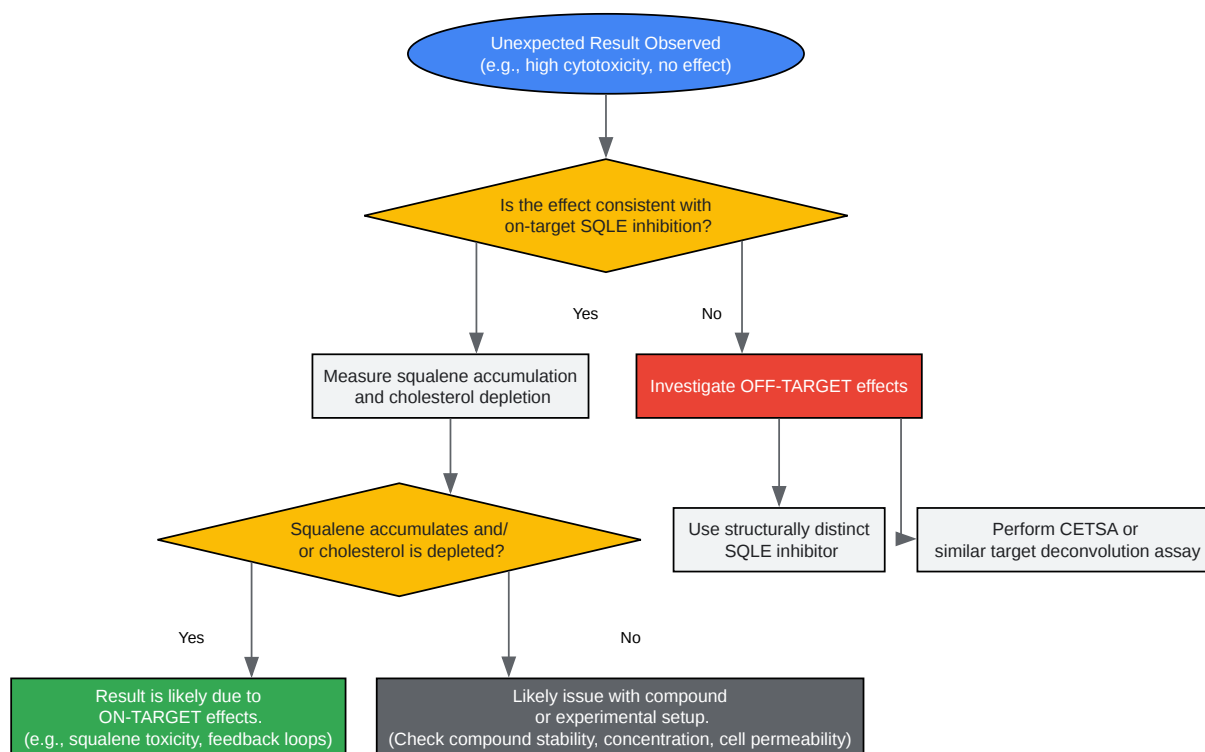 Unexpected Result Observed
(e.g., high cytotoxicity, no effect)
Is the effect consistent with
on-target SQLE inhibition?
Yes
No
Measure squalene accumulation
and cholesterol depletion
Investigate OFF-TARGET effects
Squalene accumulates and/
or cholesterol is depleted?
Use structurally distinct
SQLE inhibitor
Perform CETSA or
similar target deconvolution assay
Yes
No
Result is likely due to
ON-TARGET effects.
(e.g., squalene toxicity, feedback loops)
Likely issue with compound
or experimental setup.
(Check compound stability, concentration, cell permeability)